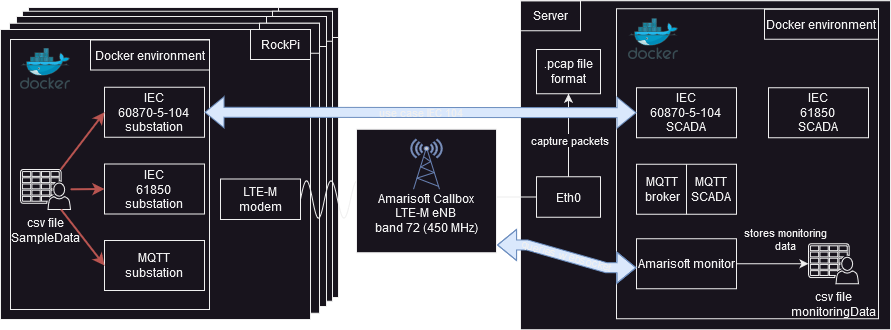 RockPi
Docker environment
docker
IEC
60870-5-104
substation
IEC
61850
substation
MQTT
substation
csv file
SampleData
LTE-M
modem
Amarisoft Callbox
LTE-M eNB
band 72 (450 MHz)
Server
.pcap file
format
capture packets
Eth0
Docker environment
docker
IEC
60870-5-104
SCADA
IEC
61850
SCADA
MQTT
broker
MQTT
SCADA
Amarisoft monitor
stores monitoring
data
csv file
monitoringData